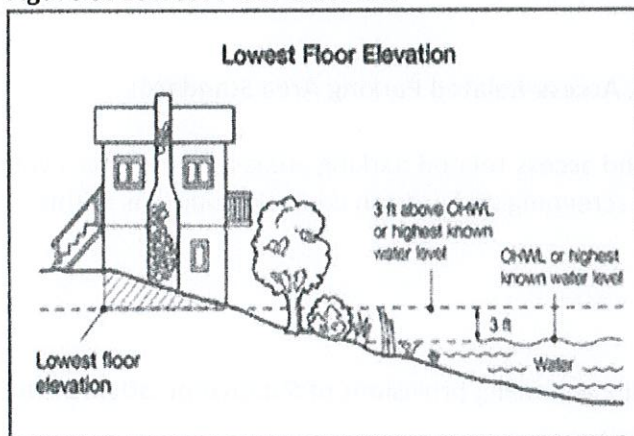 Lowest Floor Elevation
3 ft above OHWL
or highest known
water level
OHWL or highest
known water level
3 ft
Water
Lowest floor
elevation